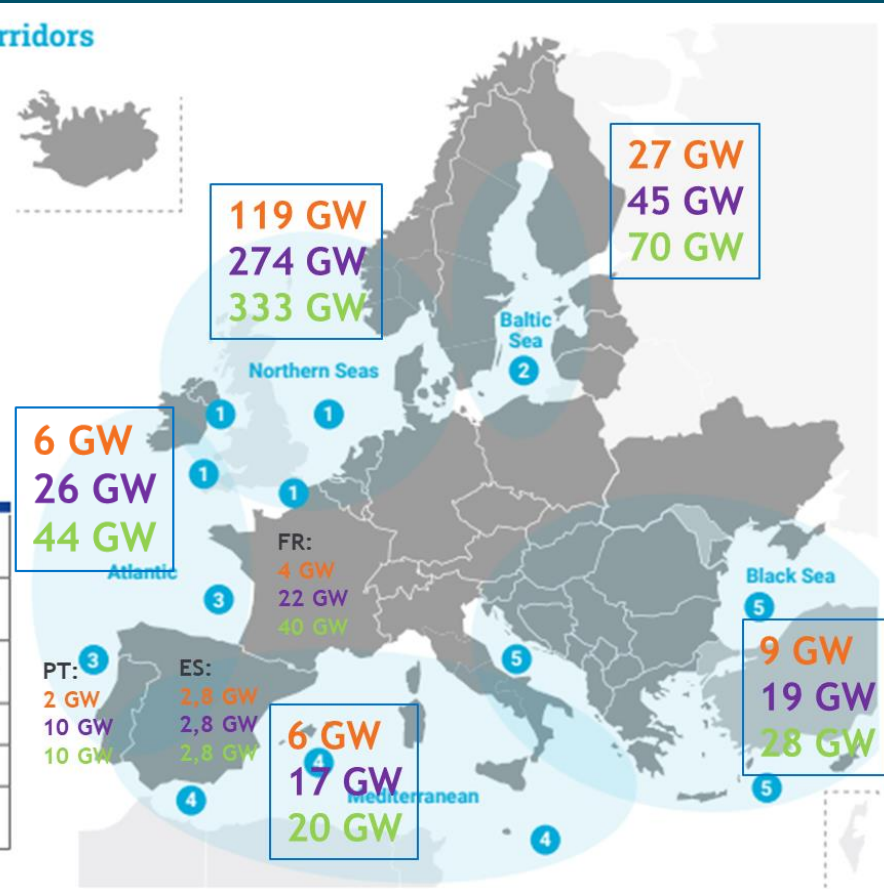 rridors
27 GW
45 GW
70 GW
119 GW
274 GW
333 GW
Baltic
Sea
2
Northern Seas
1
1
1
1
6 GW
26 GW
44 GW
Atlantic
3
FR:
4 GW
22 GW
40 GW
Black Sea
5
9 GW
19 GW
28 GW
5
3
PT:
2 GW
10 GW
10 GW
ES:
2,8 GW
2,8 GW
2,8 GW
5
6 GW
4
17 GW
Mediterranean
20 GW
4
4